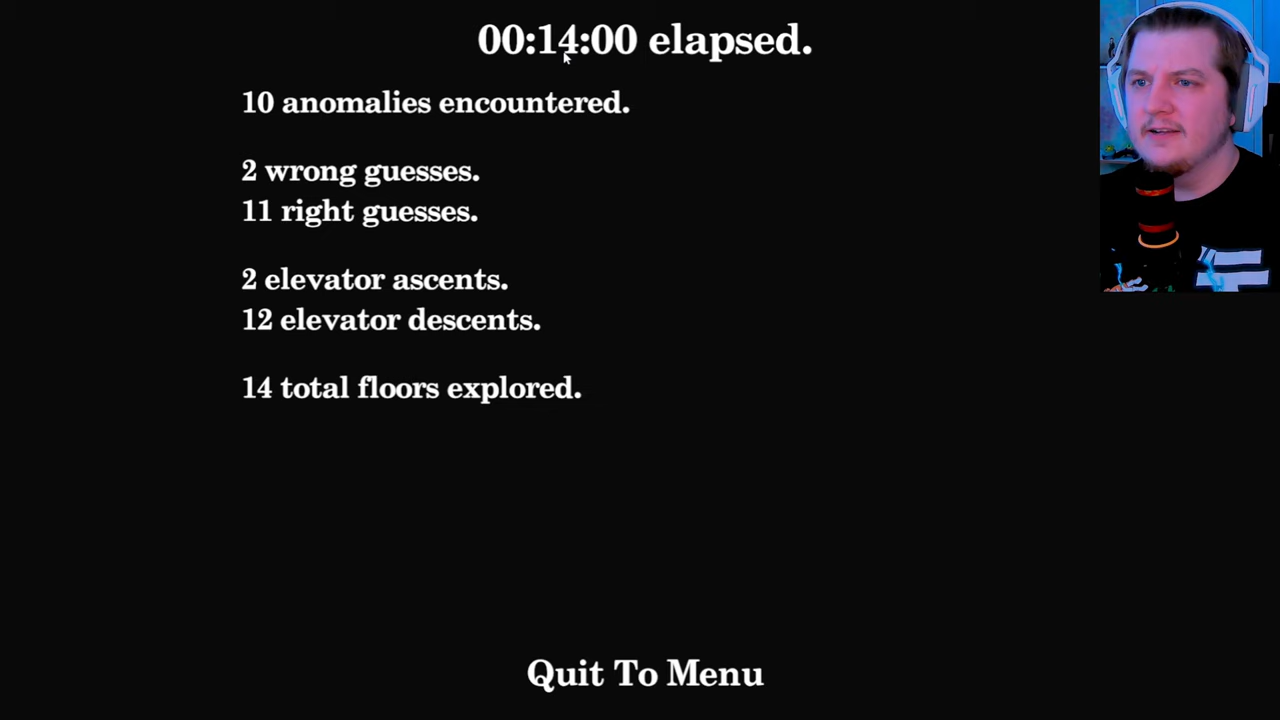 00:14:00 elapsed.
10 anomalies encountered.
2 wrong guesses.
11 right guesses.
2 elevator ascents.
12 elevator descents.
14 total floors explored.
Quit To Menu